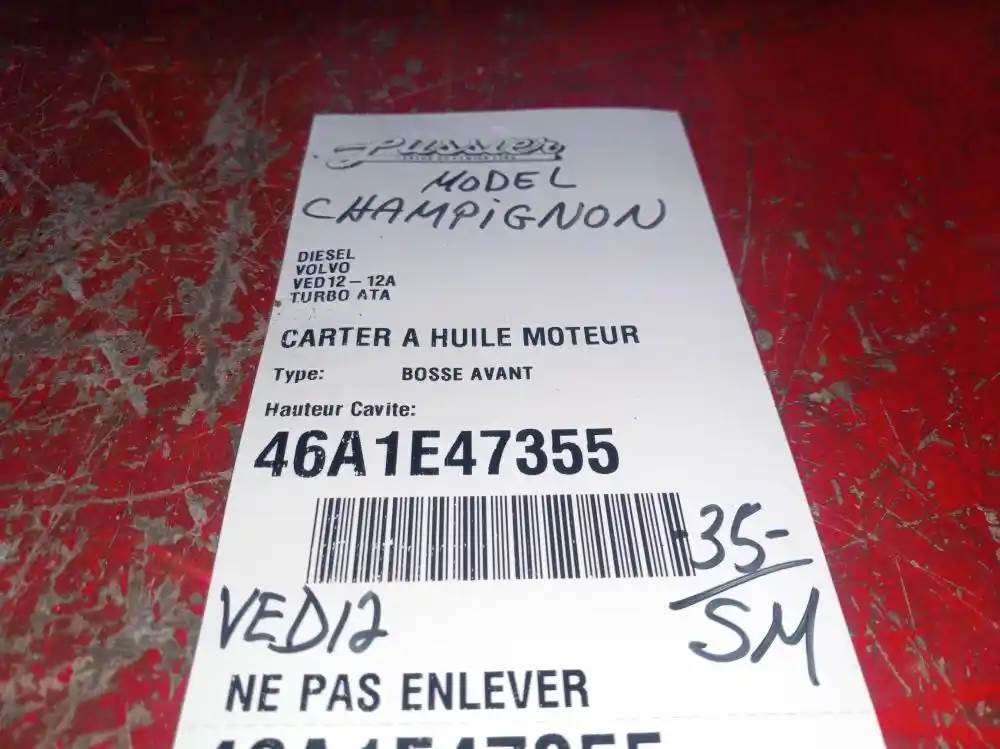 MODEL
CHAMPiGNON
DIESEL
VOLVO
VED12-12A
TURBO ATA
CARTER A HUILE MOTEUR
Type: BOSSE AVANT
Hauteur Cavite:
46A1E47355
35-
VED12
SM
NE PAS ENLEVER
46A1E47355